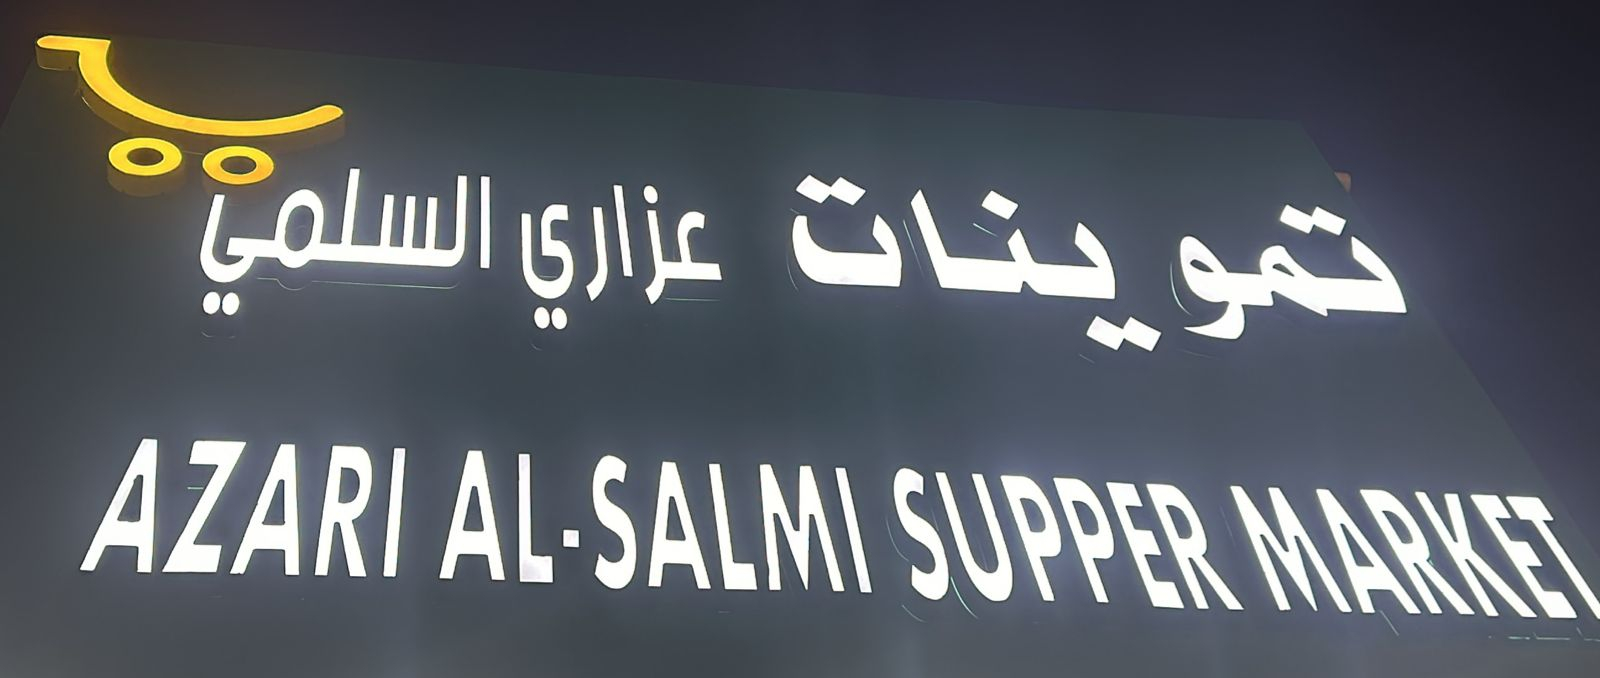 تموينات عزاري السلمي
AZARI AL-SALMI SUPPER MARKET